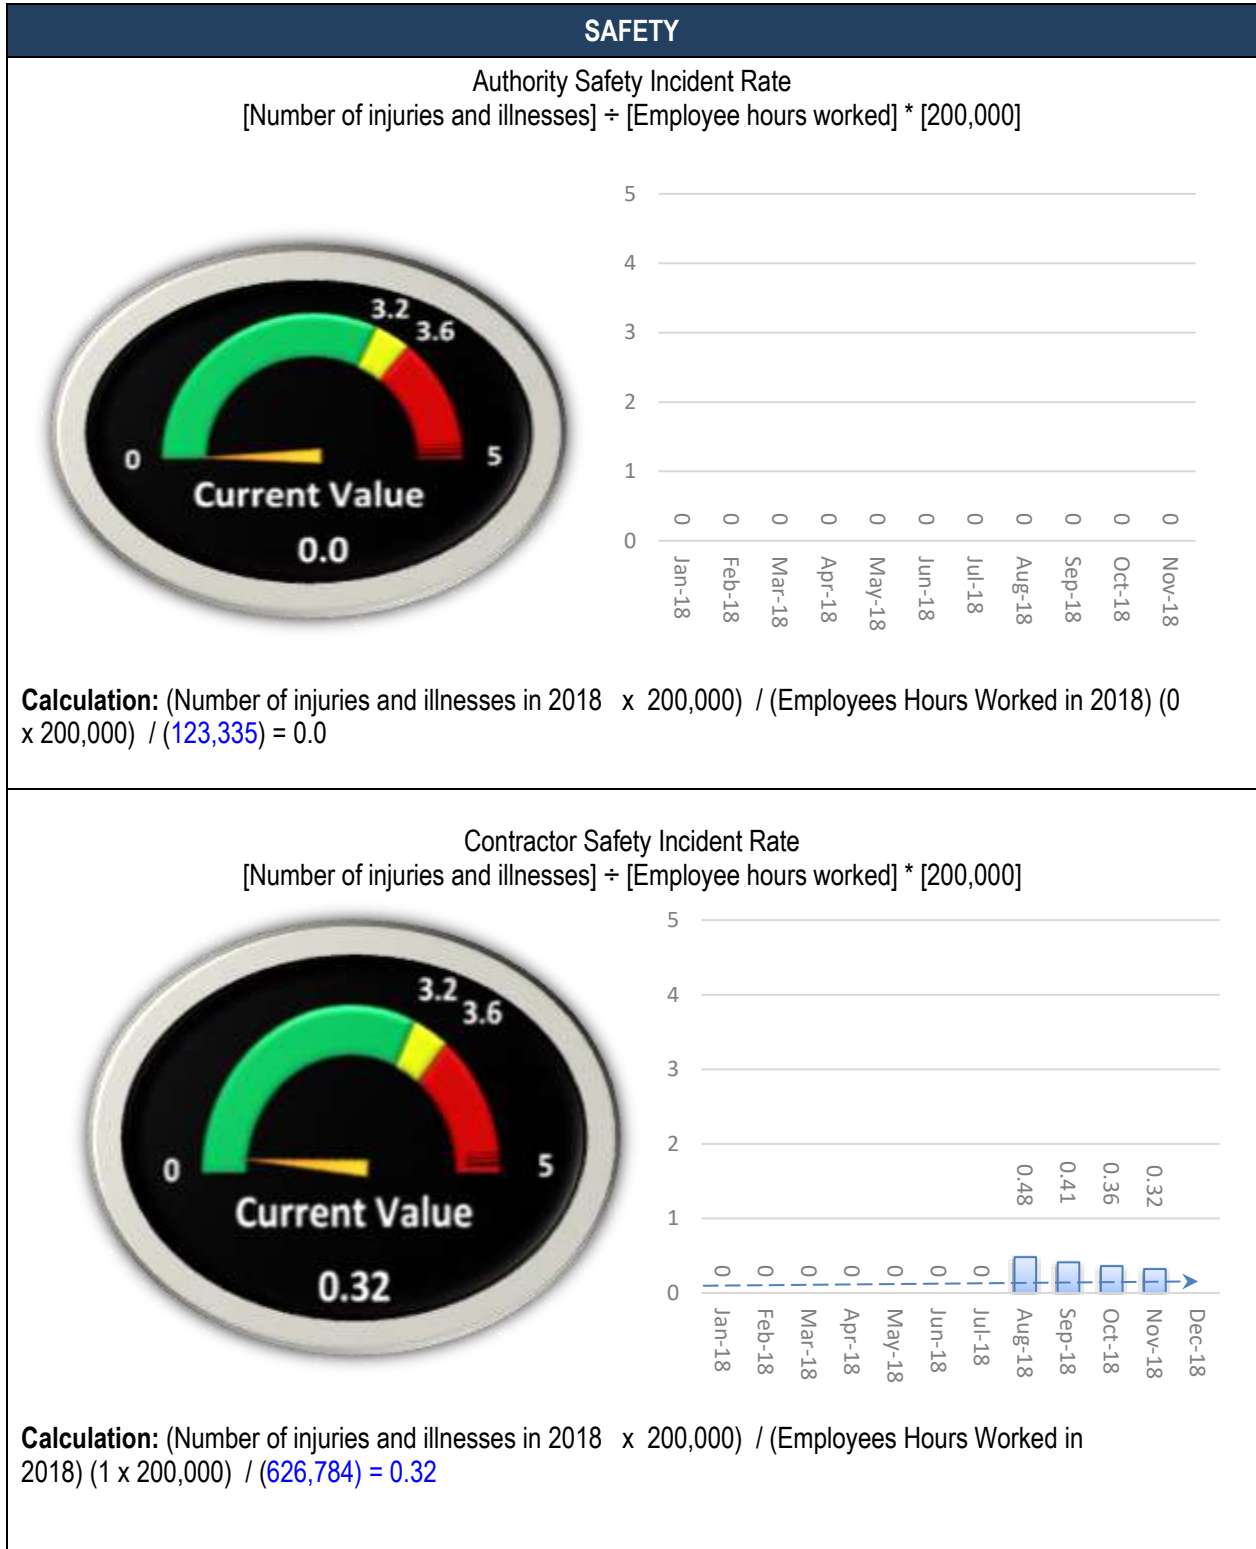 SAFETY
Authority Safety Incident Rate
[Number of injuries and illnesses] ÷ [Employee hours worked] * [200,000]
3.2
3.6
0
5
Current Value
0.0
5
4
3
2
1
0
0 0 0 0 0 0 0 0 0 0 0
Jan-18 Feb-18 Mar-18 Apr-18 May-18 Jun-18 Jul-18 Aug-18 Sep-18 Oct-18 Nov-18
Calculation: (Number of injuries and illnesses in 2018 x 200,000) / (Employees Hours Worked in 2018) (0
x 200,000) / (123,335) = 0.0
Contractor Safety Incident Rate
[Number of injuries and illnesses] ÷ [Employee hours worked] * [200,000]
3.2
3.6
0
5
Current Value
0.32
5
4
3
2
1
0
0 0 0 0 0 0 0 0.48 0.41 0.36 0.32
Jan-18 Feb-18 Mar-18 Apr-18 May-18 Jun-18 Jul-18 Aug-18 Sep-18 Oct-18 Nov-18 Dec-18
Calculation: (Number of injuries and illnesses in 2018 x 200,000) / (Employees Hours Worked in
2018) (1 x 200,000) / (626,784) = 0.32